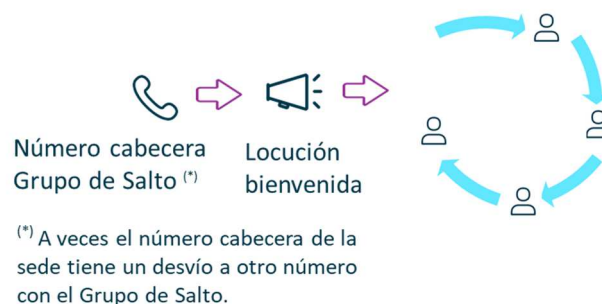 Número cabecera
Grupo de Salto (*)
Locución
bienvenida
(*) A veces el número cabecera de la
sede tiene un desvío a otro número
con el Grupo de Salto.